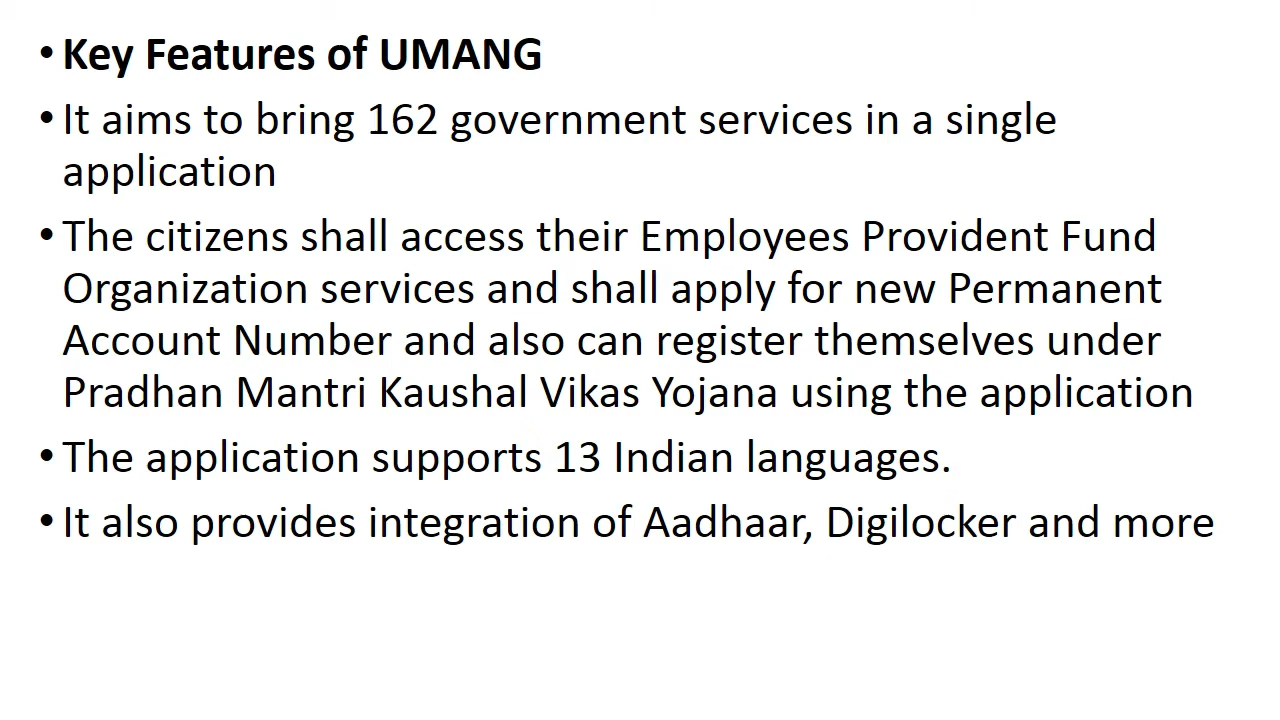 • Key Features of UMANG
• It aims to bring 162 government services in a single
application
• The citizens shall access their Employees Provident Fund
Organization services and shall apply for new Permanent
Account Number and also can register themselves under
Pradhan Mantri Kaushal Vikas Yojana using the application
• The application supports 13 Indian languages.
• It also provides integration of Aadhaar, Digilocker and more